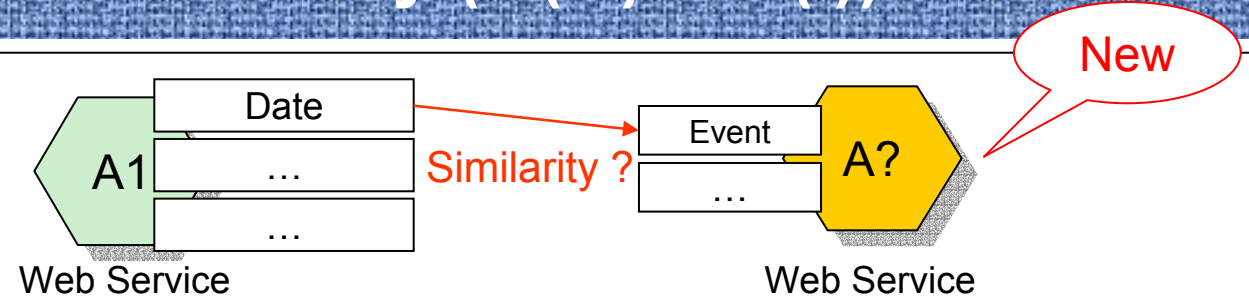 New
Date
Event
A1
…
Similarity ?
…
A?
…
Web Service
Web Service